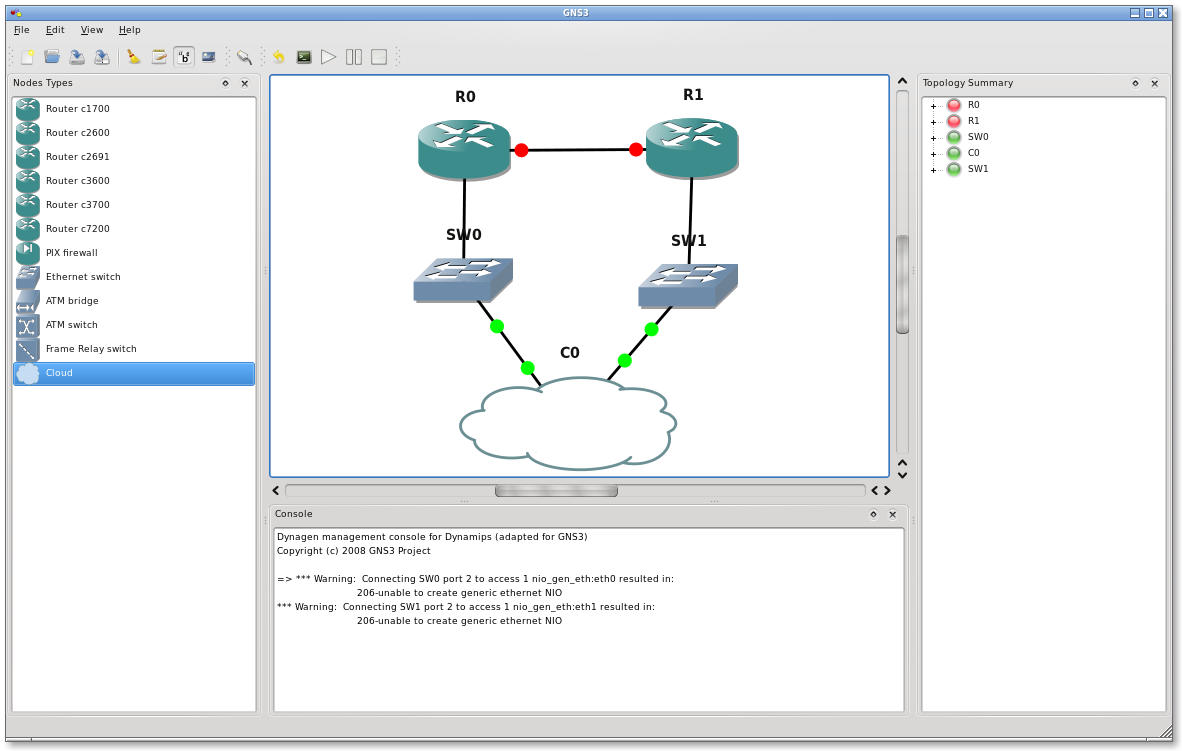 GNS3
File Edit View Help
Nodes Types
Router c1700
Router c2600
Router c2691
Router c3600
Router c3700
Router c7200
PIX firewall
Ethernet switch
ATM bridge
ATM switch
Frame Relay switch
Cloud
R0
R1
SW0
SW1
C0
Console
Dynagen management console for Dynamips (adapted for GNS3)
Copyright (c) 2008 GNS3 Project
=> *** Warning:  Connecting SW0 port 2 to access 1 nio_gen_eth:eth0 resulted in:
206-unable to create generic ethernet NIO
*** Warning:  Connecting SW1 port 2 to access 1 nio_gen_eth:eth1 resulted in:
206-unable to create generic ethernet NIO
Topology Summary
R0
R1
SW0
C0
SW1